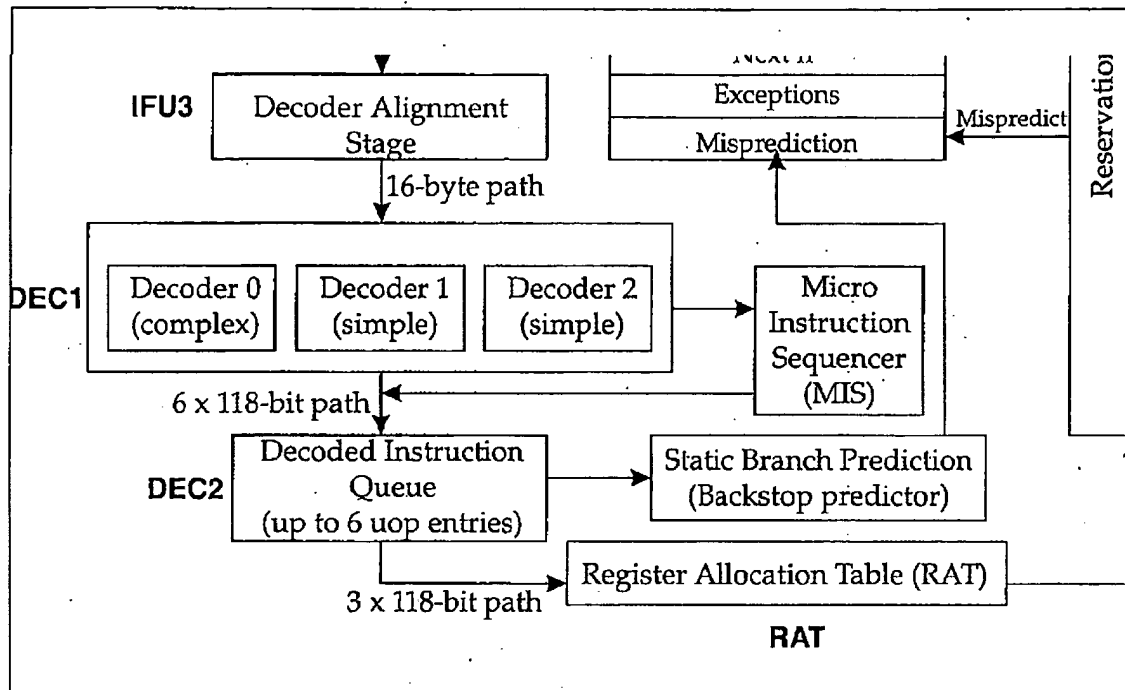 IFU3
Decoder Alignment
Stage
Exceptions
Misprediction
Mispredict
16-byte path
DEC1
Decoder 0
(complex)
Decoder 1
(simple)
Decoder 2
(simple)
Micro
Instruction
Sequencer
(MIS)
6 x 118-bit path
DEC2
Decoded Instruction
Queue
(up to 6 uop entries)
Static Branch Prediction
(Backstop predictor)
3 x 118-bit path
Register Allocation Table (RAT)
RAT